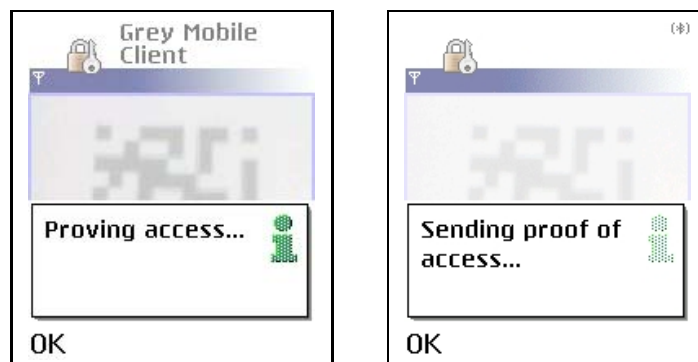 Grey Mobile
Client
Proving access...
OK
Sending proof of
access...
OK